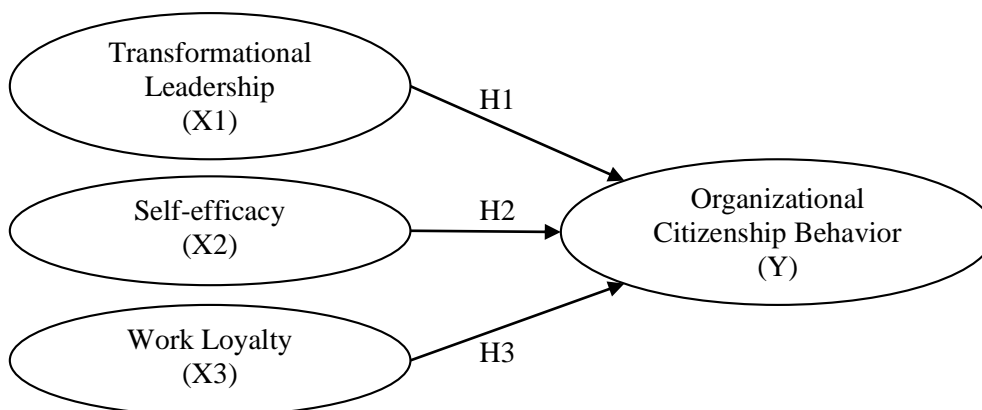 Transformational
Leadership
(X1)
H1
Self-efficacy
(X2)
H2
Organizational
Citizenship Behavior
(Y)
Work Loyalty
(X3)
H3